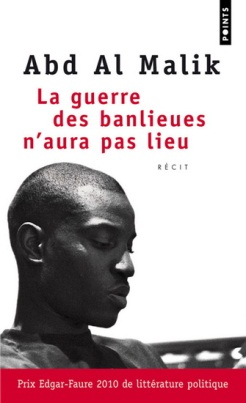 POINTS
Abd Al Malik
La guerre
des banlieues
n'aura pas lieu
RÉCIT
Prix Edgar-Faure 2010 de littérature politique